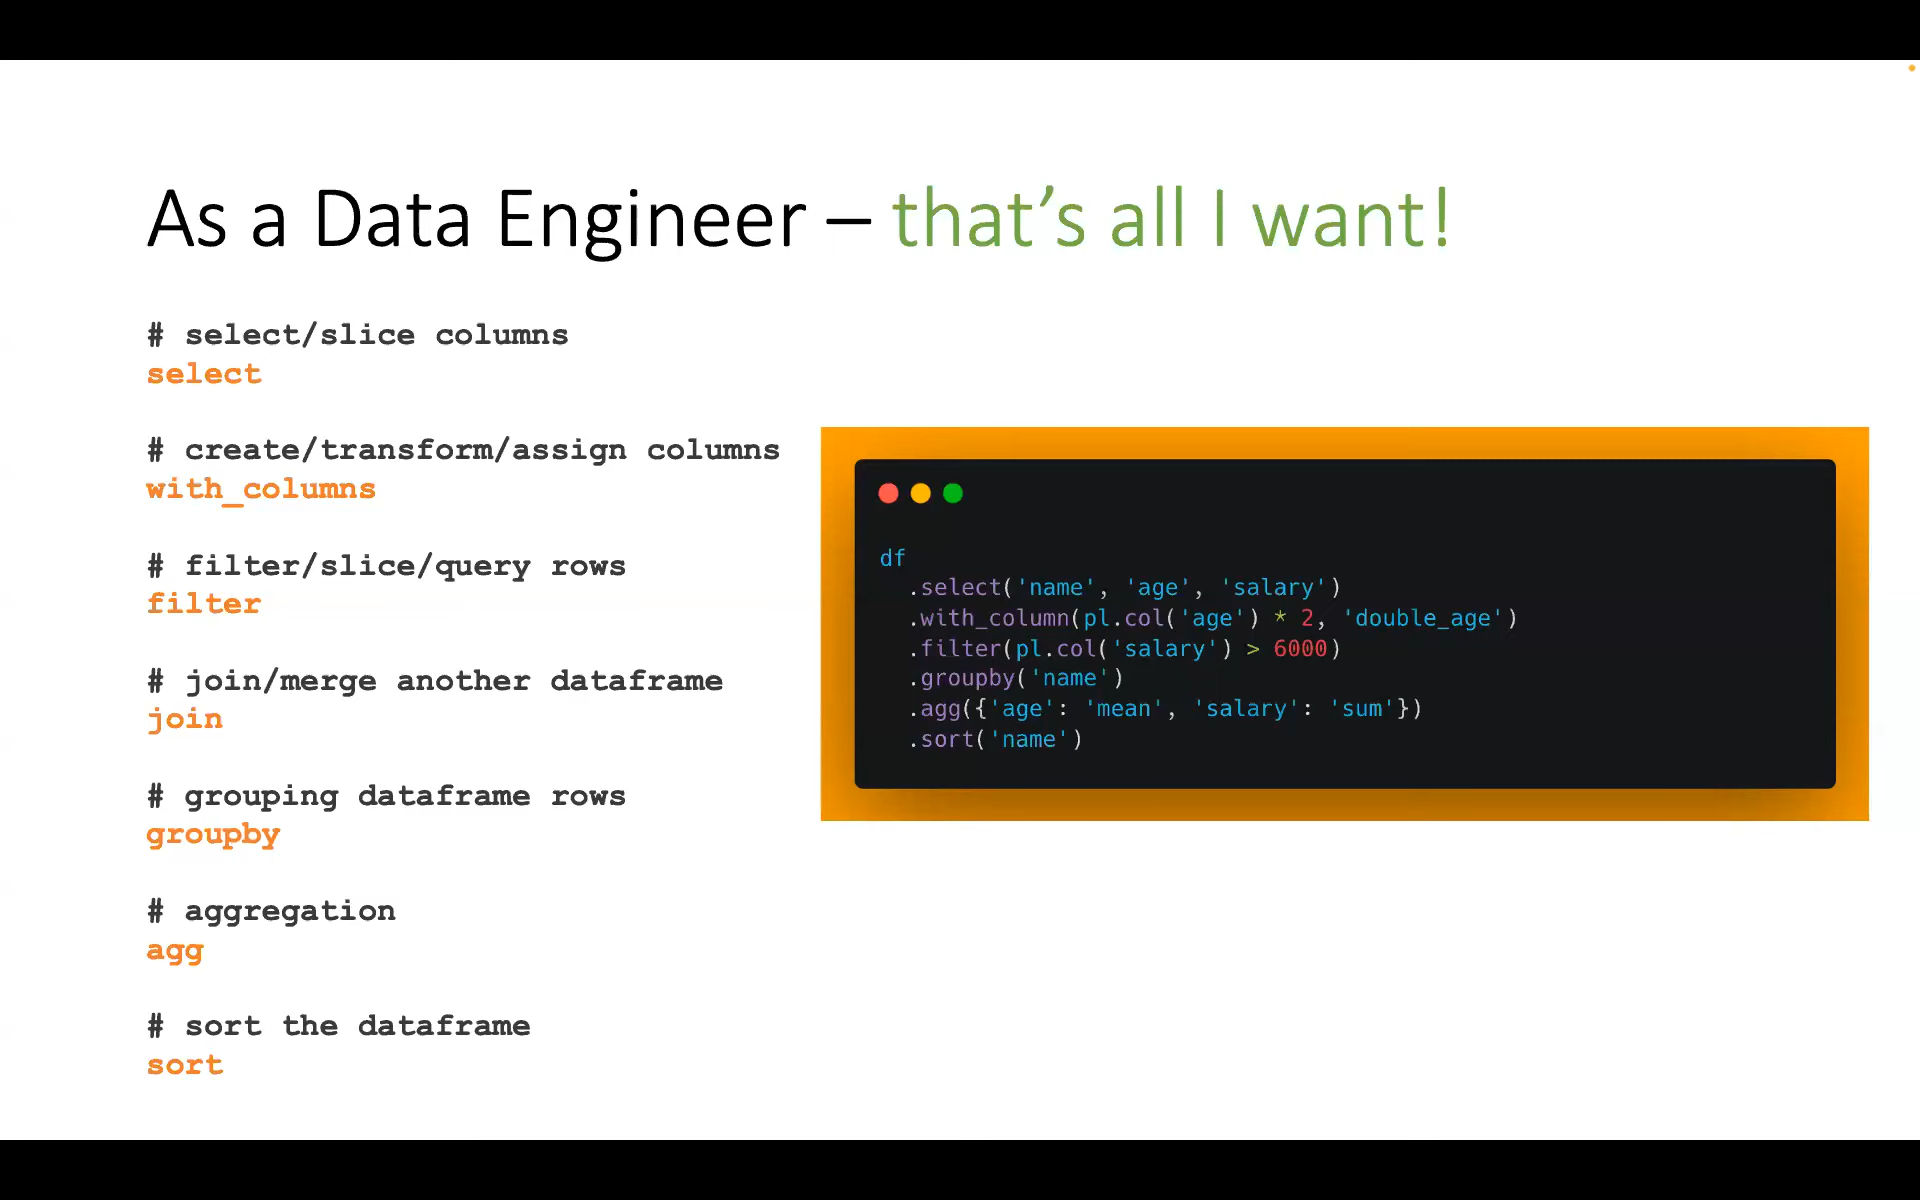 As a Data Engineer – that’s all I want!
# select/slice columns
select
# create/transform/assign columns
with_columns
# filter/slice/query rows
filter
# join/merge another dataframe
join
# grouping dataframe rows
groupby
# aggregation
agg
# sort the dataframe
sort
df
.select('name', 'age', 'salary')
.with_column(pl.col('age') * 2, 'double_age')
.filter(pl.col('salary') > 6000)
.groupby('name')
.agg({'age': 'mean', 'salary': 'sum'})
.sort('name')